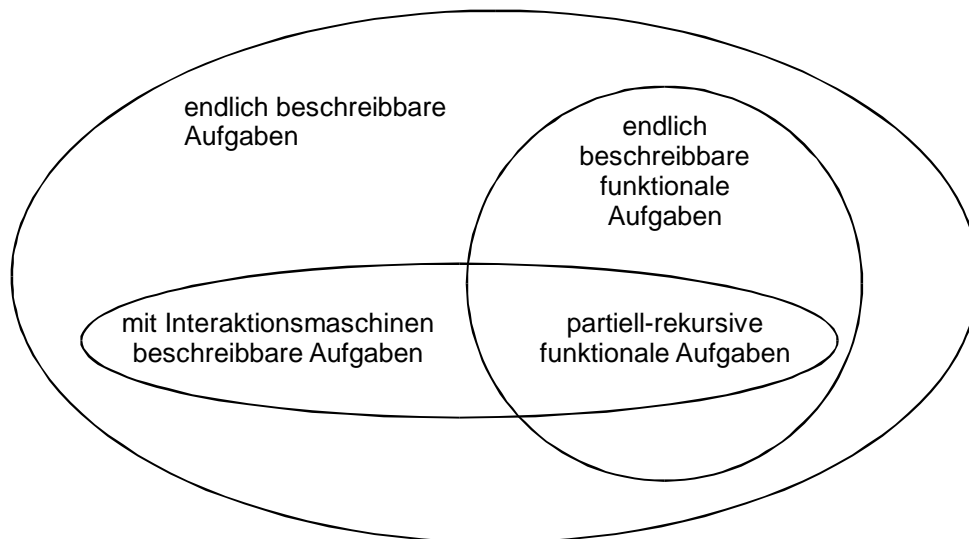 endlich beschreibbare
Aufgaben
endlich
beschreibbare
funktionale
Aufgaben
mit Interaktionsmaschinen
beschreibbare Aufgaben
partiell-rekursive
funktionale Aufgaben